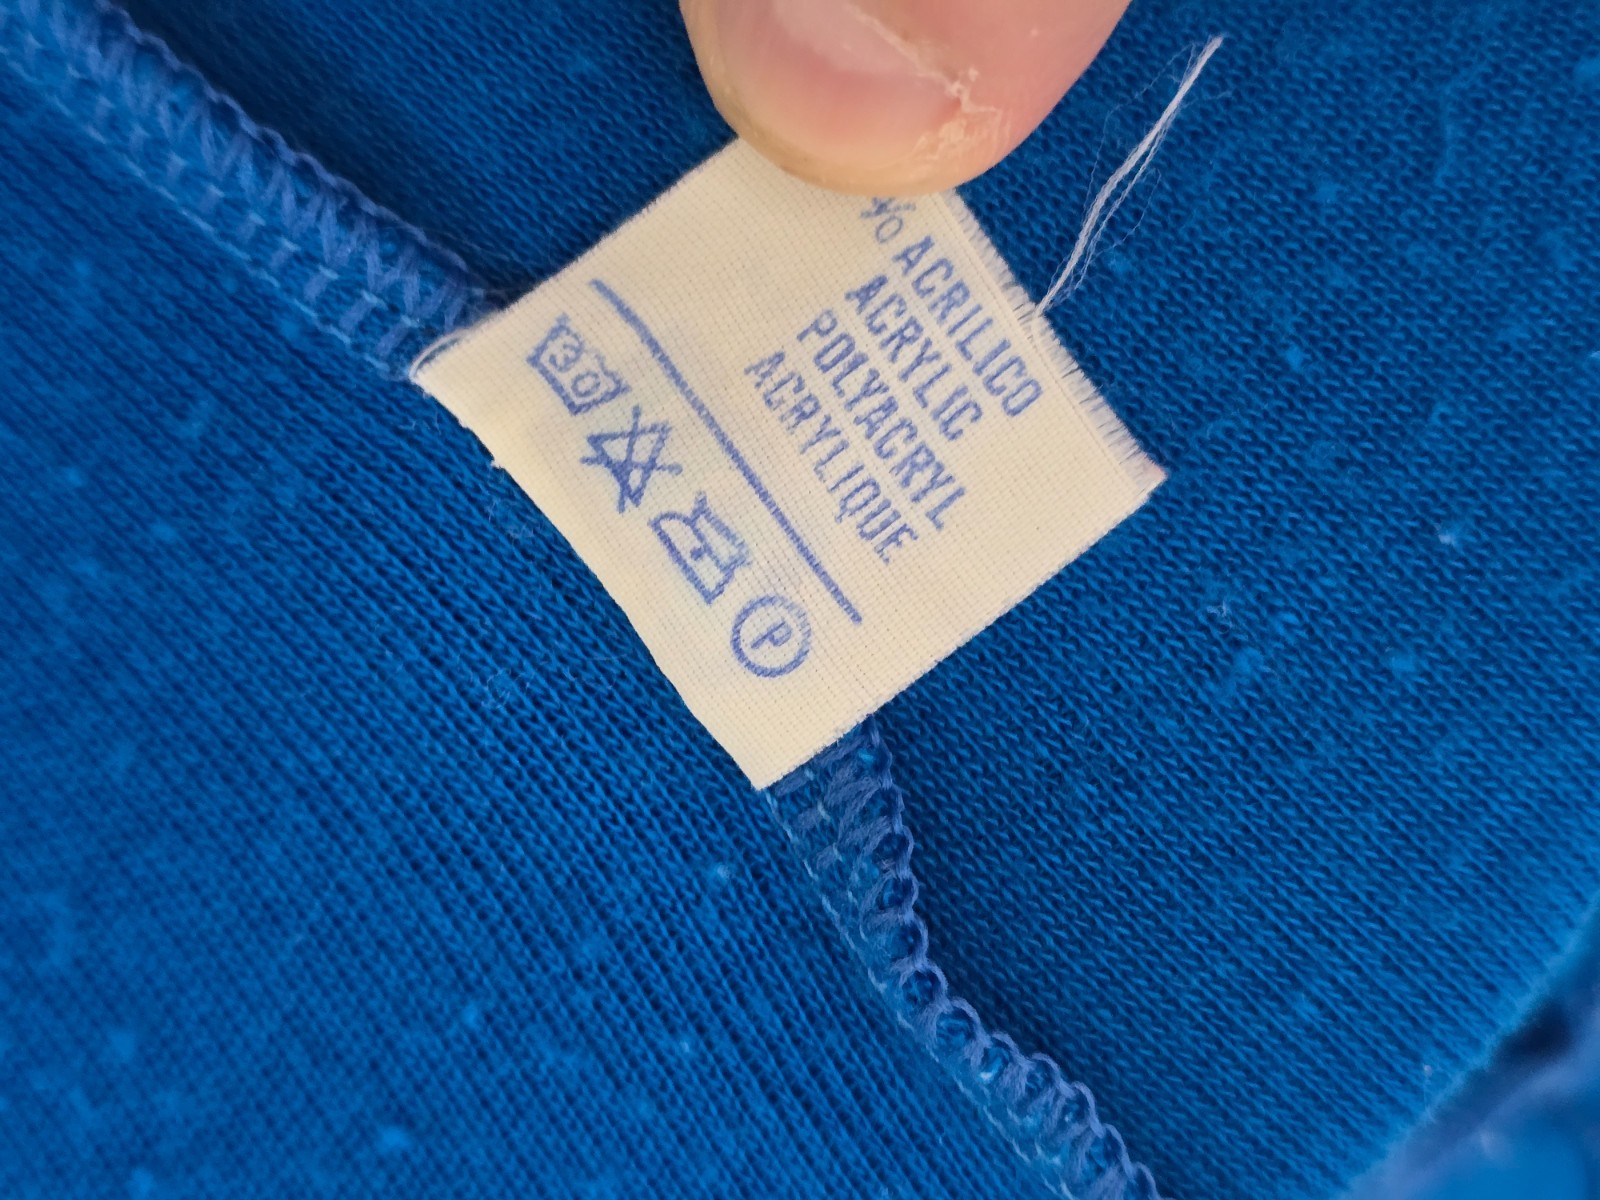 % ACRILICO
ACRYLIC
POLYACRYL
ACRYLIQUE
30
P